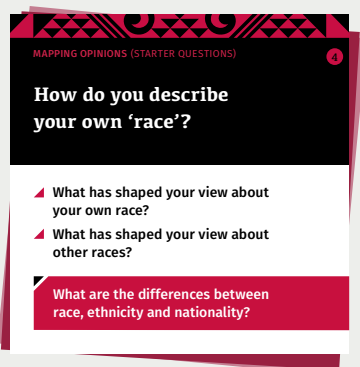 MAPPING OPINIONS (STARTER QUESTIONS)
4
How do you describe
your own ‘race’?
What has shaped your view about
your own race?
What has shaped your view about
other races?
What are the differences between
race, ethnicity and nationality?